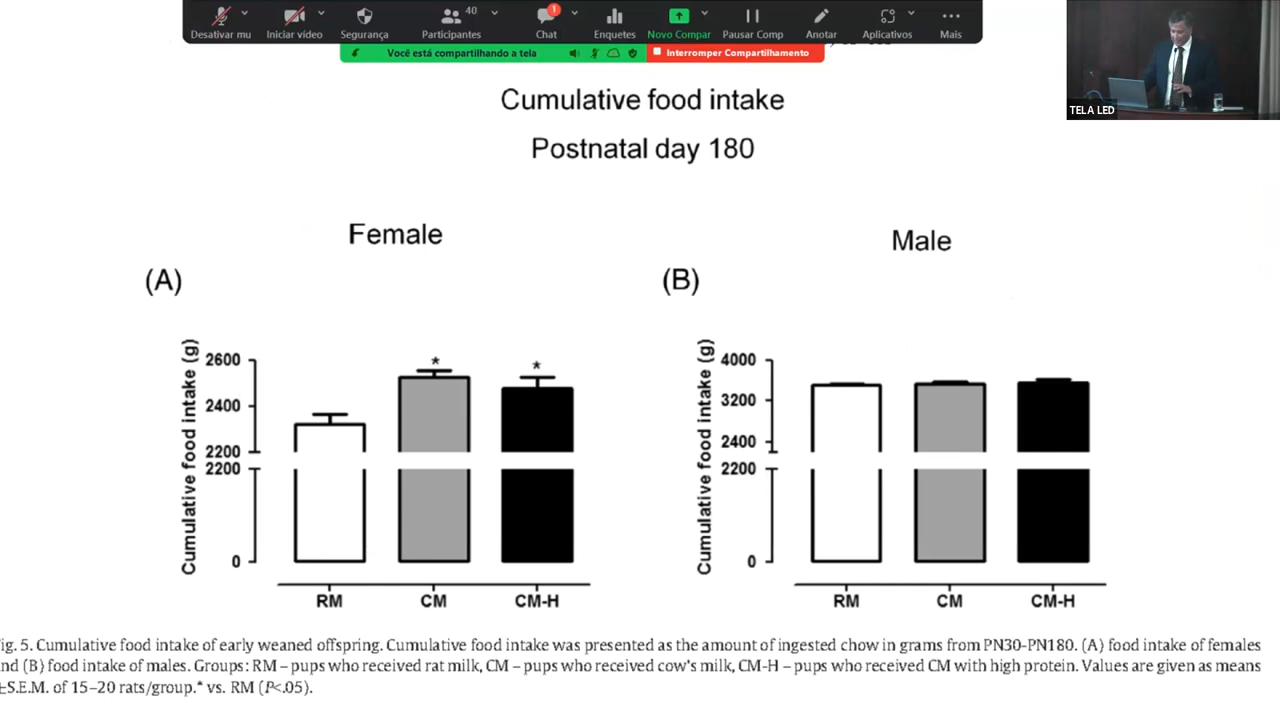 Desativar mu
Iniciar vídeo
Segurança
40
Participantes
1
Chat
Enquetes
Novo Compar
Pausar Comp
Anotar
Aplicativos
Mais
Você está compartilhando a tela
Interromper Compartilhamento
TELA LED
Cumulative food intake
Postnatal day 180
Female
Male
(A)
(B)
Cumulative food intake (g)
2600
2400
2200
2200
0
* *
RM CM CM-H
Cumulative food intake (g)
4000
3200
2400
2200
0
RM CM CM-H
ig. 5. Cumulative food intake of early weaned offspring. Cumulative food intake was presented as the amount of ingested chow in grams from PN30-PN180. (A) food intake of females
nd (B) food intake of males. Groups: RM – pups who received rat milk, CM – pups who received cow's milk, CM-H – pups who received CM with high protein. Values are given as means
±S.E.M. of 15–20 rats/group.* vs. RM (P<.05).